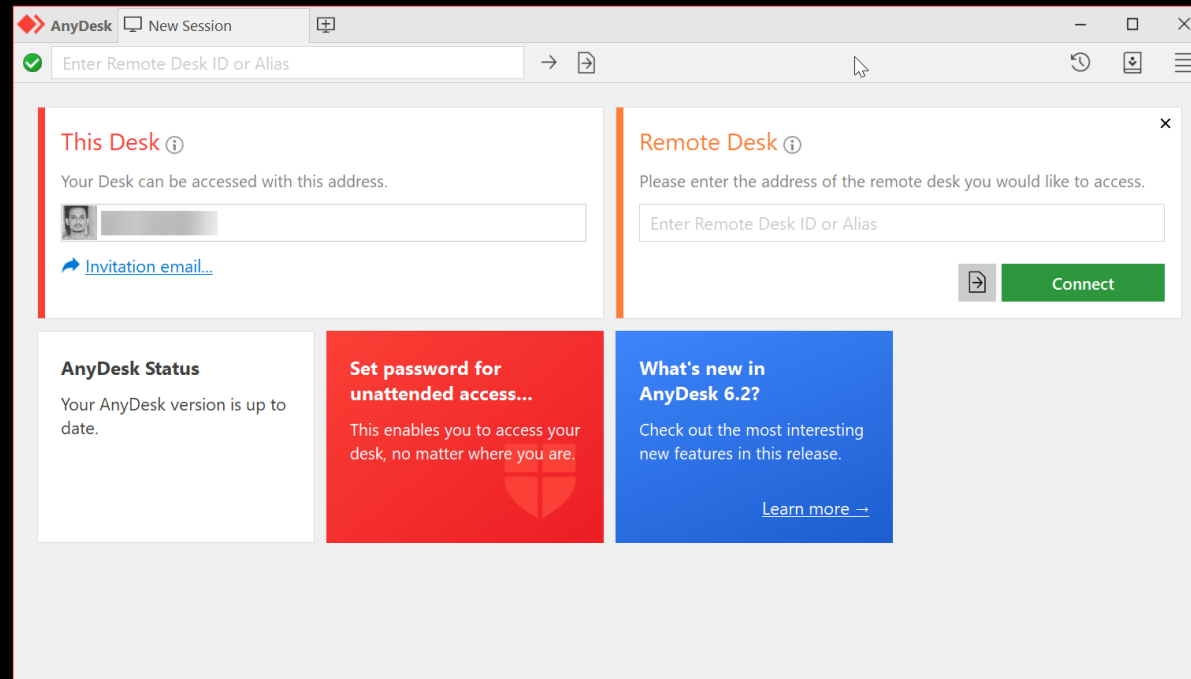 AnyDesk
New Session
Enter Remote Desk ID or Alias
This Desk
Your Desk can be accessed with this address.
Invitation email...
Remote Desk
Please enter the address of the remote desk you would like to access.
Enter Remote Desk ID or Alias
Connect
AnyDesk Status
Your AnyDesk version is up to
date.
Set password for
unattended access...
This enables you to access your
desk, no matter where you are.
What's new in
AnyDesk 6.2?
Check out the most interesting
new features in this release.
Learn more →